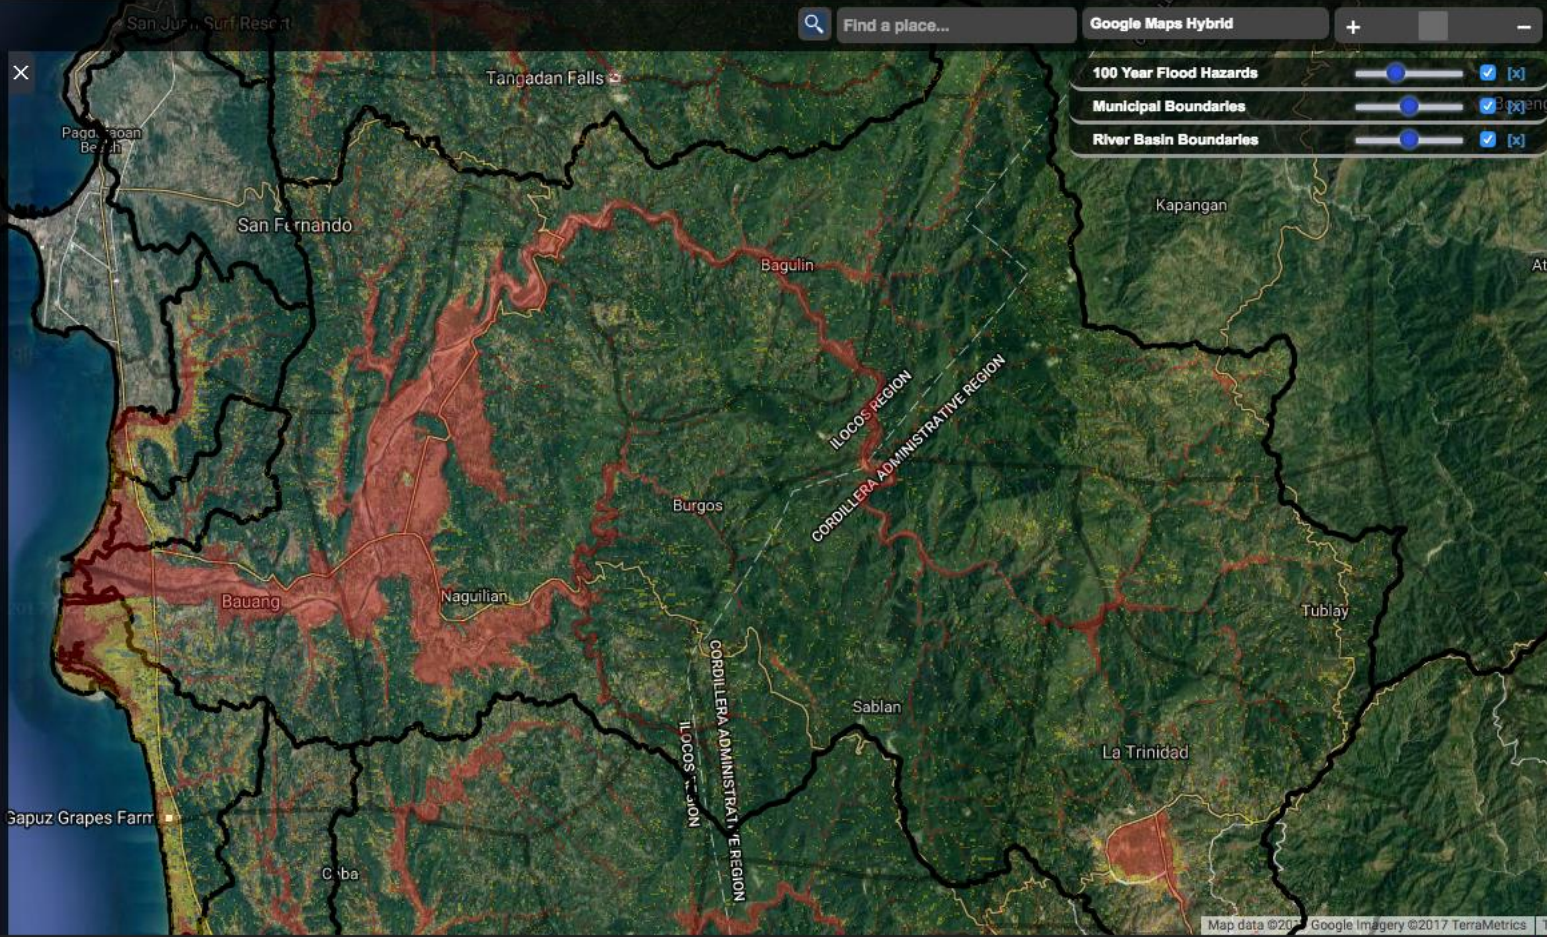 San Juan Surf Resort
Find a place...
Google Maps Hybrid
+
−
100 Year Flood Hazards
[x]
Municipal Boundaries
[x]
River Basin Boundaries
[x]
Tangadan Falls
Beach
Kapangan
San Fernando
Bagulin
At
ILOCOS REGION
CORDILLERA ADMINISTRATIVE REGION
Burgos
Naguilian
Bauang
Tublay
CORDILLERA ADMINISTRATIVE REGION
ILOCOS REGION
Sablan
La Trinidad
Gapuz Grapes Farm
Caba
Map data ©2017 Google Imagery ©2017 TerraMetrics